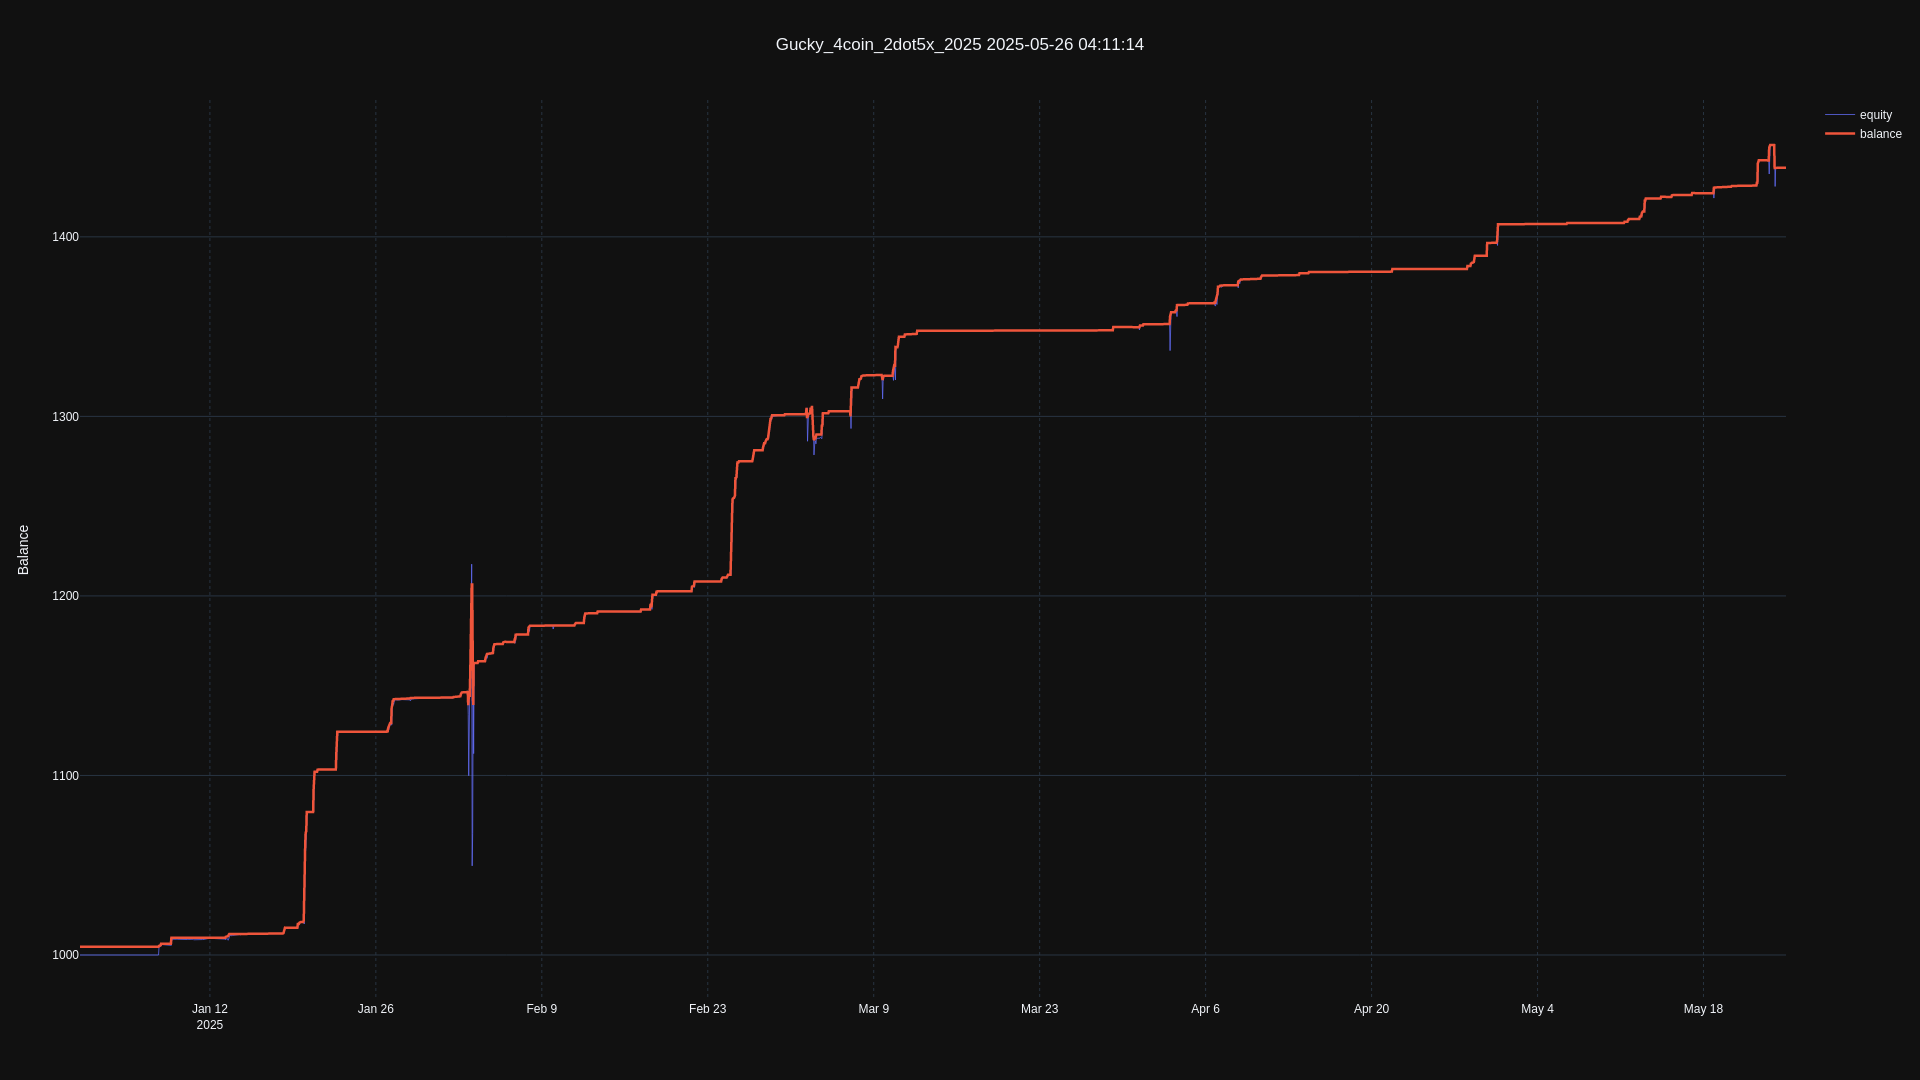 Gucky_4coin_2dot5x_2025 2025-05-26 04:11:14
equity
balance
Balance
1400
1300
1200
1100
1000
Jan 12
2025
Jan 26
Feb 9
Feb 23
Mar 9
Mar 23
Apr 6
Apr 20
May 4
May 18